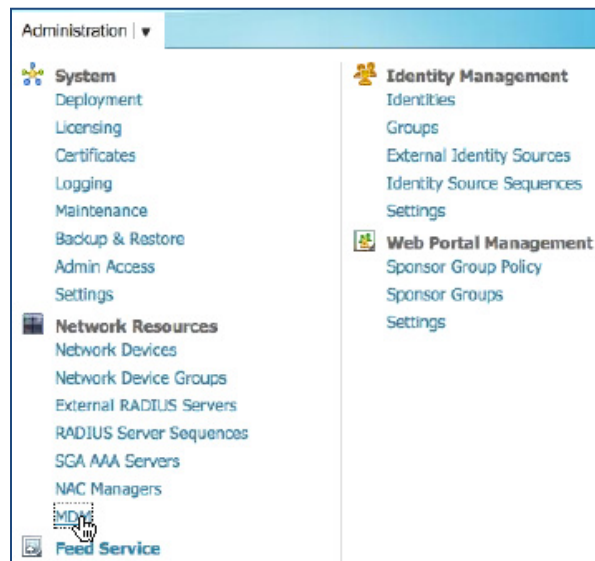 Administration | ▼
System
Deployment
Licensing
Certificates
Logging
Maintenance
Backup & Restore
Admin Access
Settings
Network Resources
Network Devices
Network Device Groups
External RADIUS Servers
RADIUS Server Sequences
SGA AAA Servers
NAC Managers
MDM
Feed Service
Identity Management
Identities
Groups
External Identity Sources
Identity Source Sequences
Settings
Web Portal Management
Sponsor Group Policy
Sponsor Groups
Settings